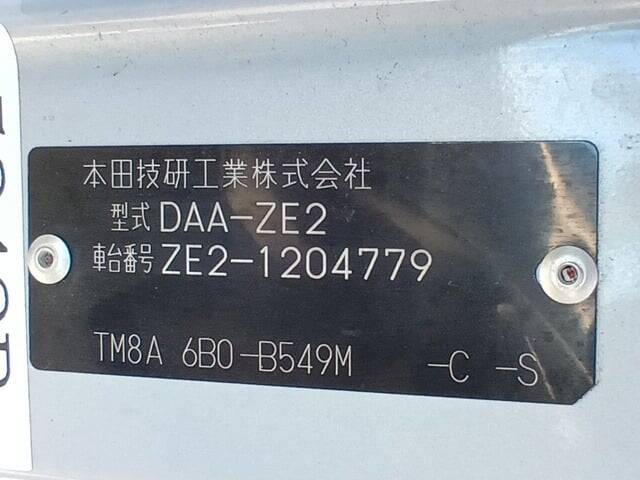 本田技研工業株式会社
型式 DAA-ZE2
車台番号 ZE2-1204779
TM8A 6B0-B549M -C -S